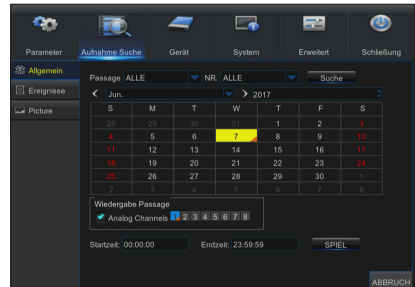 Parameter Aufnahme Suche Gerät System Erweitert Schließung
Allgemein
Ereignisse
Picture
Passage ALLE NR. ALLE Suche
Jun. 2017
S M T W T F S
28 29 30 31 1 2 3
4 5 6 7 8 9 10
11 12 13 14 15 16 17
18 19 20 21 22 23 24
25 26 27 28 29 30 1
2 3 4 5 6 7 8
Wiedergabe Passage
Analog Channels 1 2 3 4 5 6 7 8
Startzeit: 00:00:00 Endzeit: 23:59:59 SPIEL
ABBRUCH